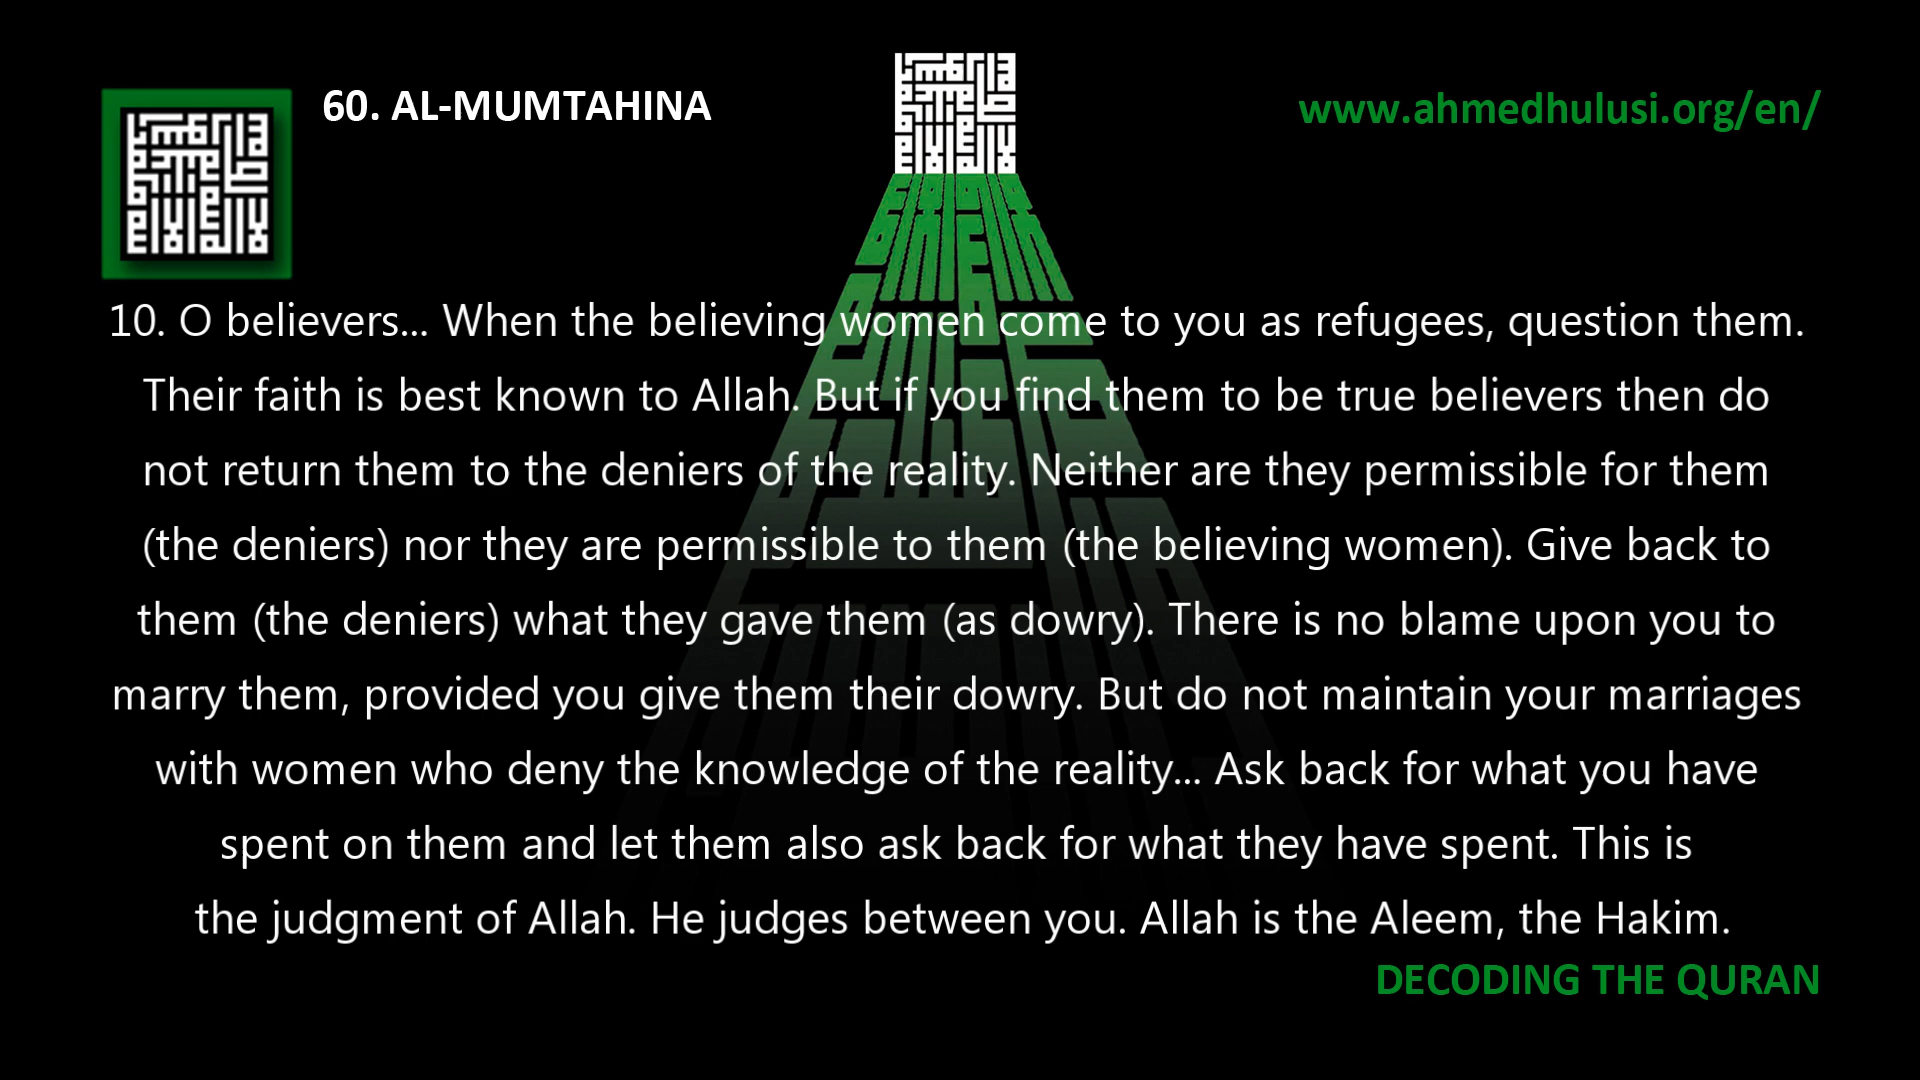 60. AL-MUMTAHINA
www.ahmedhulusi.org/en/
10. O believers... When the believing women come to you as refugees, question them.
Their faith is best known to Allah. But if you find them to be true believers then do
not return them to the deniers of the reality. Neither are they permissible for them
(the deniers) nor they are permissible to them (the believing women). Give back to
them (the deniers) what they gave them (as dowry). There is no blame upon you to
marry them, provided you give them their dowry. But do not maintain your marriages
with women who deny the knowledge of the reality... Ask back for what you have
spent on them and let them also ask back for what they have spent. This is
the judgment of Allah. He judges between you. Allah is the Aleem, the Hakim.
DECODING THE QURAN